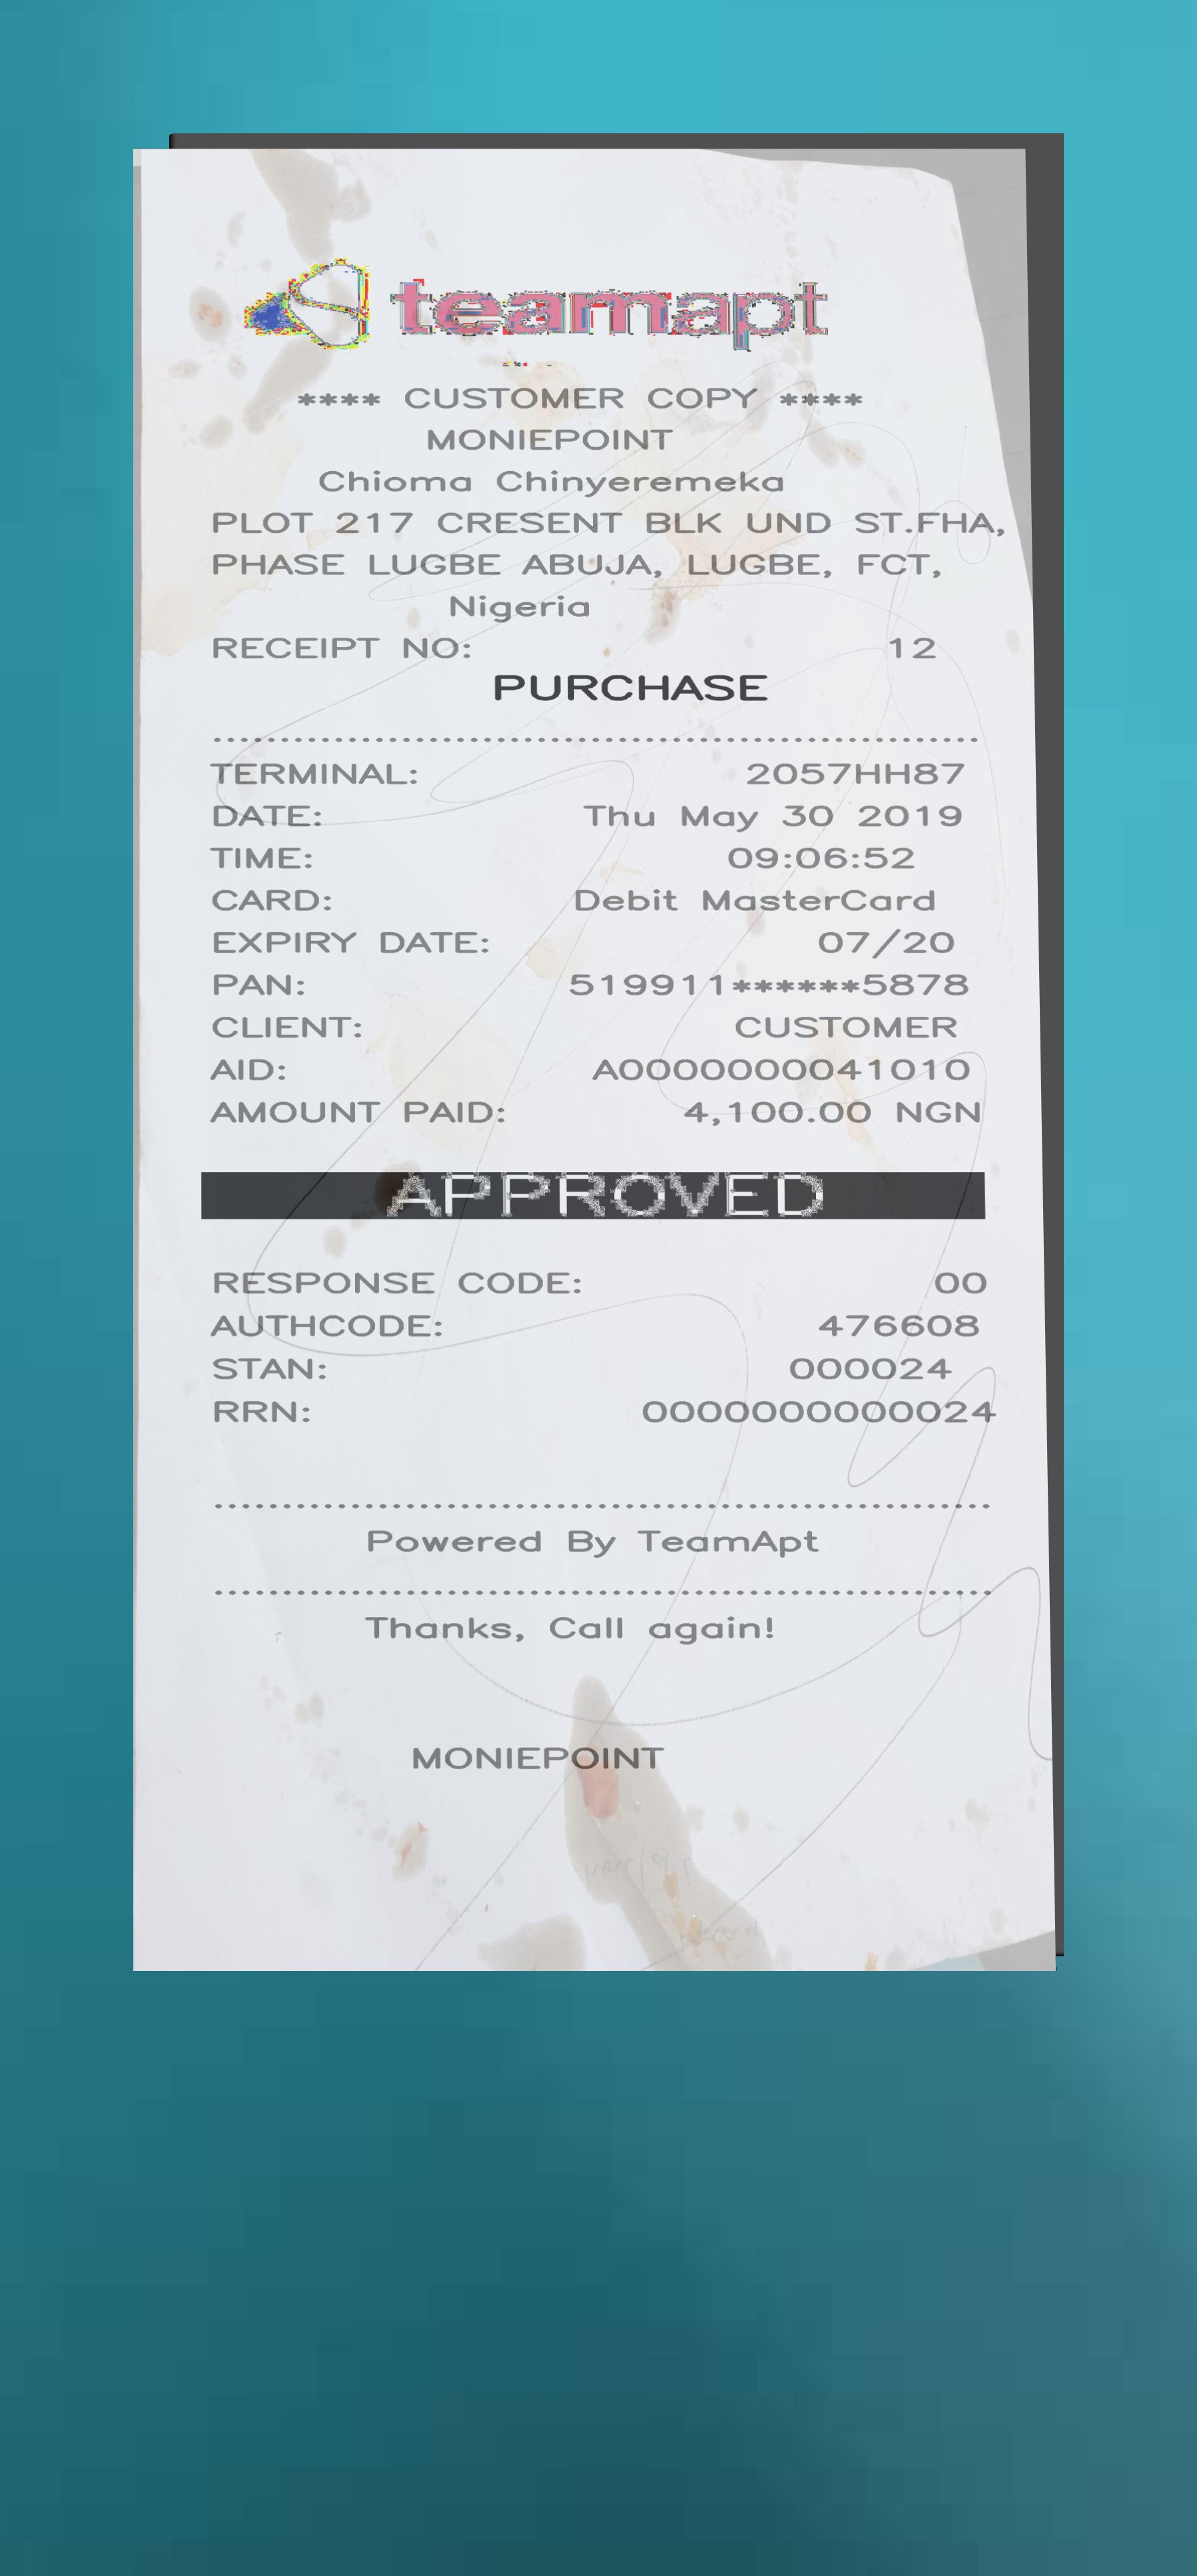 teamapt
**** CUSTOMER COPY ****
MONIEPOINT
Chioma Chinyeremeka
PLOT 217 CRESENT BLK UND ST.FHA,
PHASE LUGBE ABUJA, LUGBE, FCT,
Nigeria
RECEIPT NO: 12
PURCHASE
TERMINAL: 2057HH87
DATE: Thu May 30 2019
TIME: 09:06:52
CARD: Debit MasterCard
EXPIRY DATE: 07/20
PAN: 519911******5878
CLIENT: CUSTOMER
AID: A0000000041010
AMOUNT PAID: 4,100.00 NGN
APPROVED
RESPONSE CODE: 00
AUTHCODE: 476608
STAN: 000024
RRN: 0000000000024
Powered By TeamApt
Thanks, Call again!
MONIEPOINT